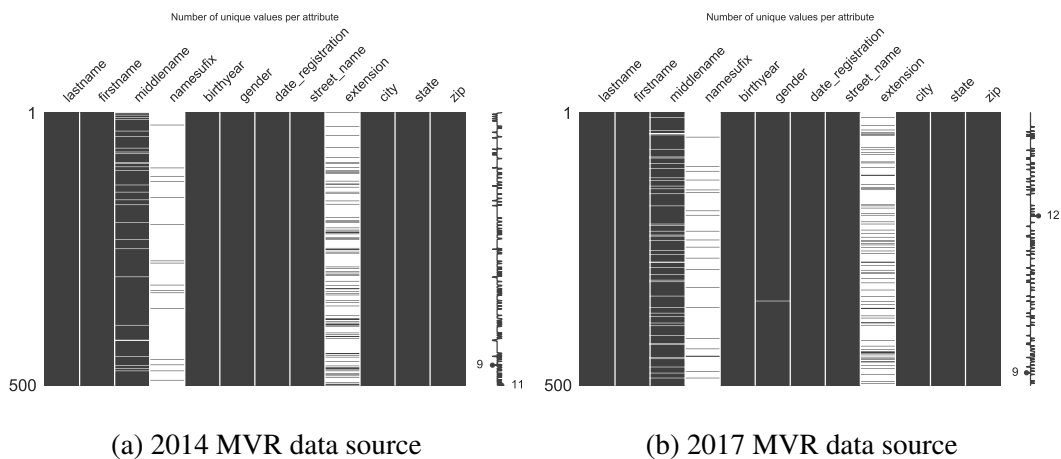 Number of unique values per attribute
lastname
firstname
middlename
namesufix
birthyear
gender
date_registration
street_name
extension
city
state
zip
1
500
9
11
(a) 2014 MVR data source
Number of unique values per attribute
lastname
firstname
middlename
namesufix
birthyear
gender
date_registration
street_name
extension
city
state
zip
1
12
500
9
(b) 2017 MVR data source